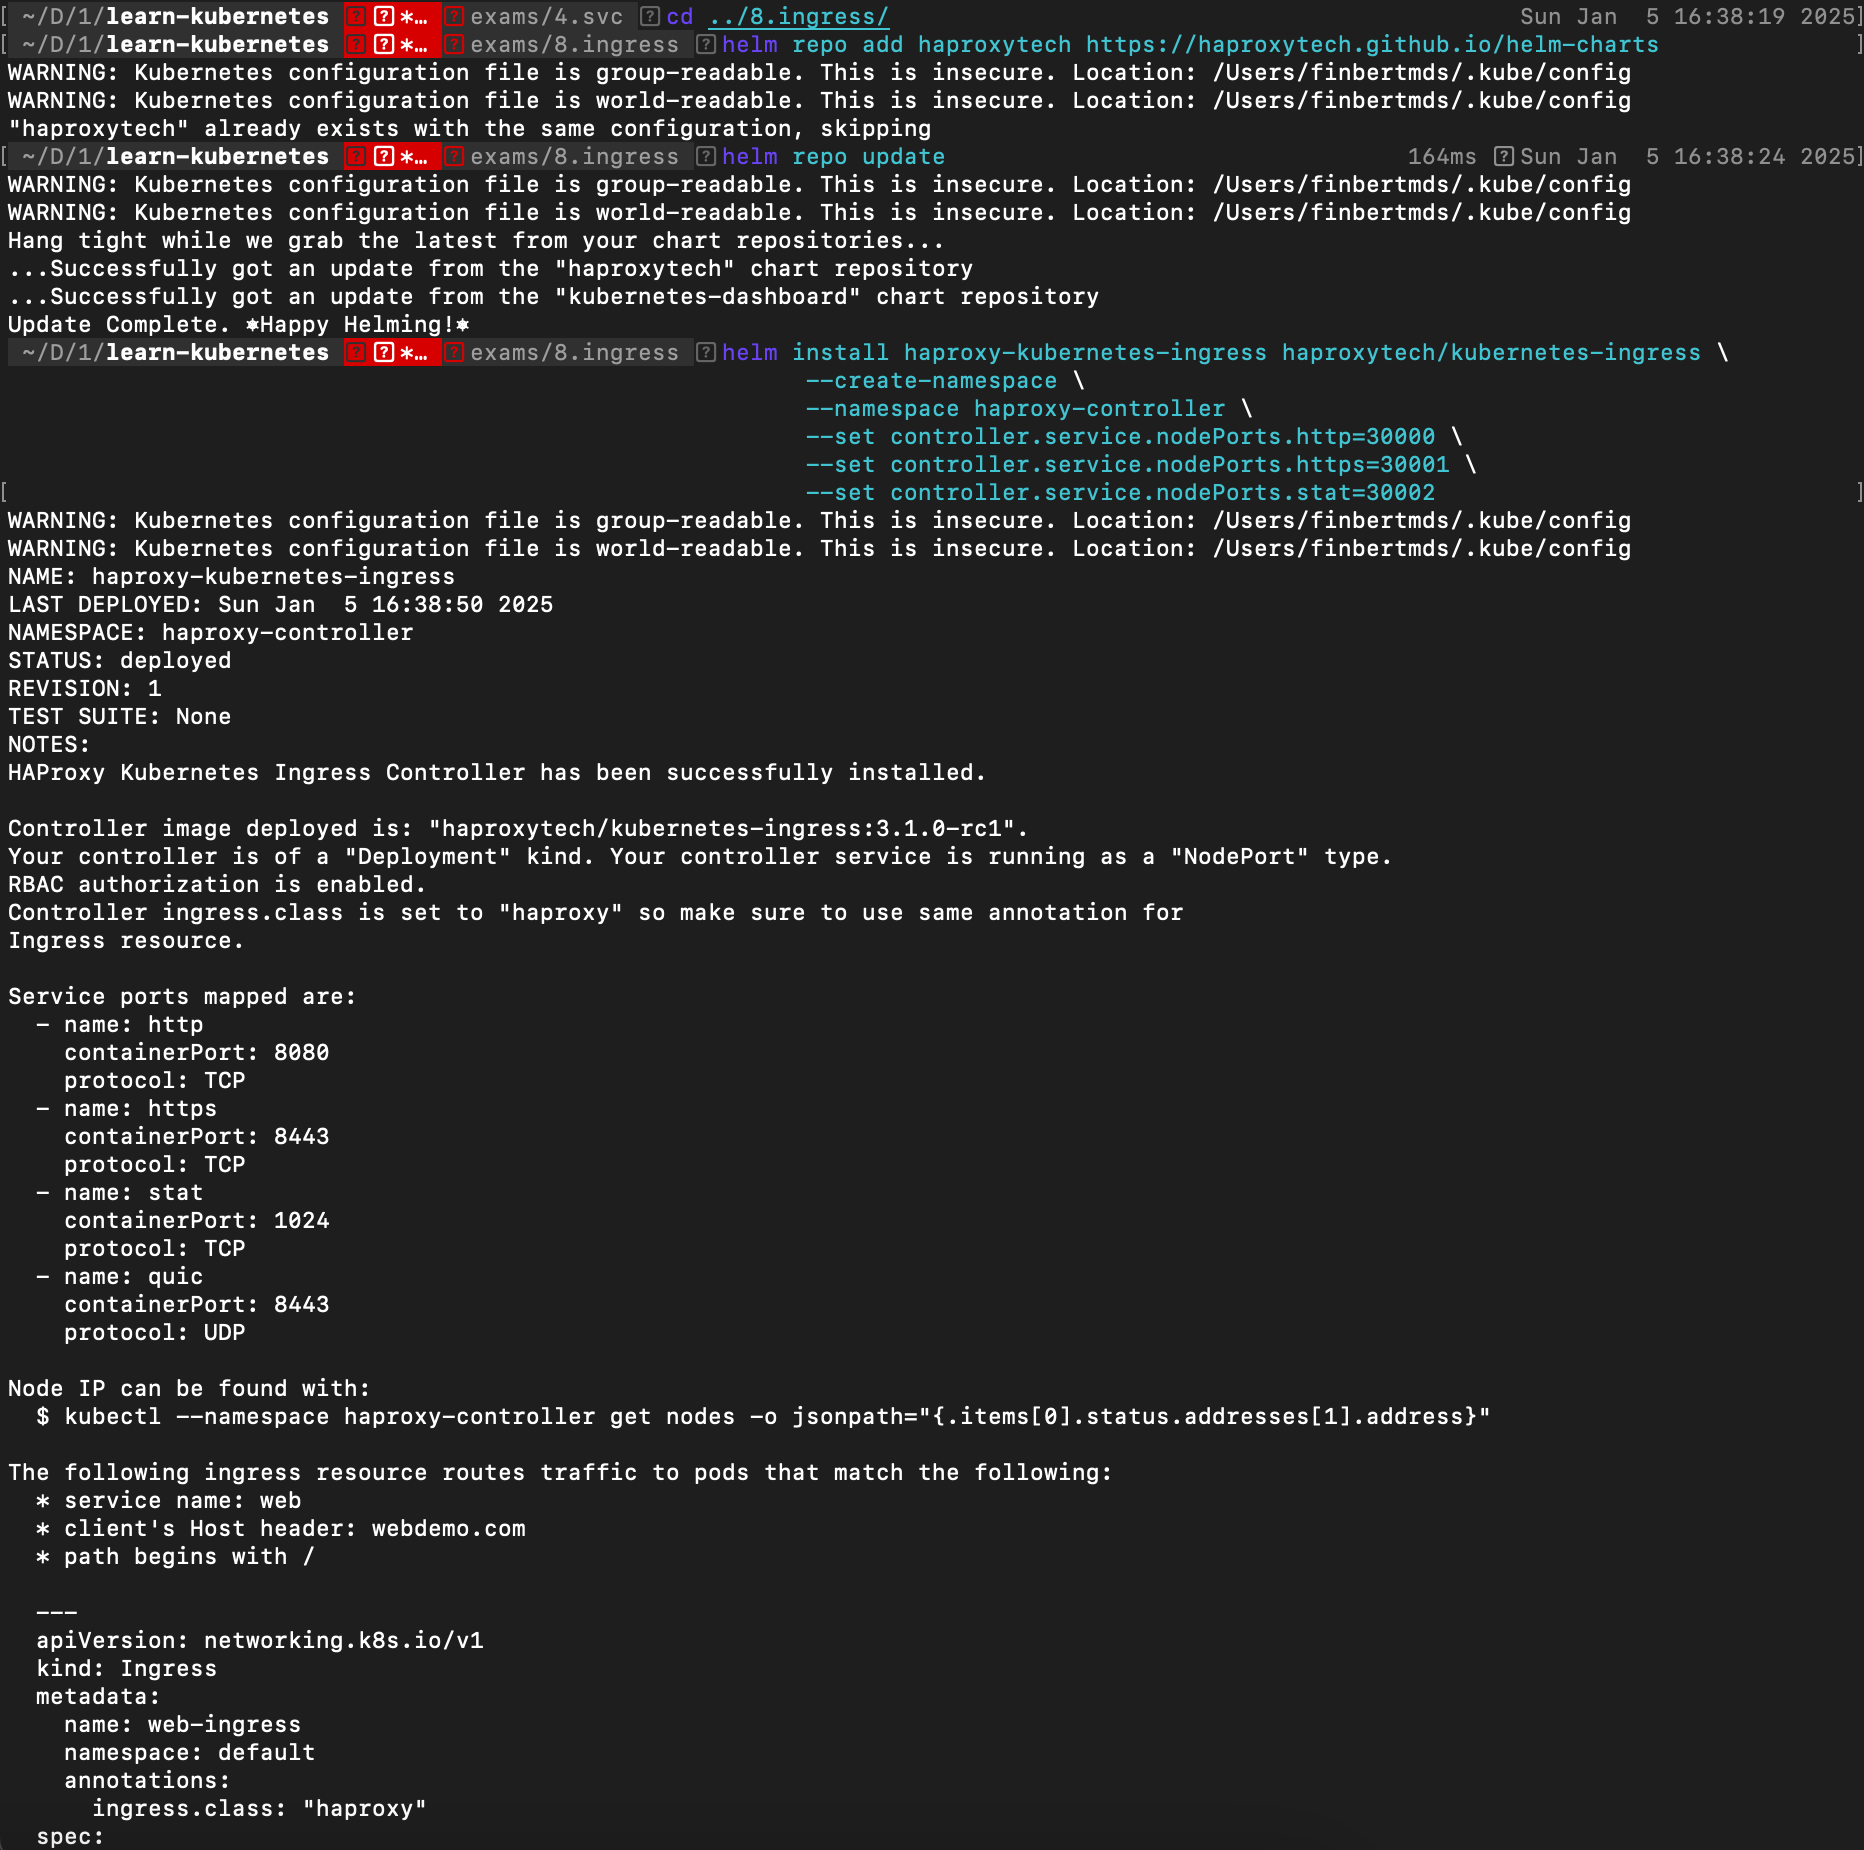 ~/D/1/learn-kubernetes ? ? *… ? exams/4.svc ? cd ../8.ingress/ Sun Jan  5 16:38:19 2025
~/D/1/learn-kubernetes ? ? *… ? exams/8.ingress ? helm repo add haproxytech https://haproxytech.github.io/helm-charts
WARNING: Kubernetes configuration file is group-readable. This is insecure. Location: /Users/finbertmds/.kube/config
WARNING: Kubernetes configuration file is world-readable. This is insecure. Location: /Users/finbertmds/.kube/config
"haproxytech" already exists with the same configuration, skipping
~/D/1/learn-kubernetes ? ? *… ? exams/8.ingress ? helm repo update 164ms ? Sun Jan  5 16:38:24 2025
WARNING: Kubernetes configuration file is group-readable. This is insecure. Location: /Users/finbertmds/.kube/config
WARNING: Kubernetes configuration file is world-readable. This is insecure. Location: /Users/finbertmds/.kube/config
Hang tight while we grab the latest from your chart repositories...
...Successfully got an update from the "haproxytech" chart repository
...Successfully got an update from the "kubernetes-dashboard" chart repository
Update Complete. ⎈Happy Helming!⎈
~/D/1/learn-kubernetes ? ? *… ? exams/8.ingress ? helm install haproxy-kubernetes-ingress haproxytech/kubernetes-ingress \
--create-namespace \
--namespace haproxy-controller \
--set controller.service.nodePorts.http=30000 \
--set controller.service.nodePorts.https=30001 \
--set controller.service.nodePorts.stat=30002
WARNING: Kubernetes configuration file is group-readable. This is insecure. Location: /Users/finbertmds/.kube/config
WARNING: Kubernetes configuration file is world-readable. This is insecure. Location: /Users/finbertmds/.kube/config
NAME: haproxy-kubernetes-ingress
LAST DEPLOYED: Sun Jan  5 16:38:50 2025
NAMESPACE: haproxy-controller
STATUS: deployed
REVISION: 1
TEST SUITE: None
NOTES:
HAProxy Kubernetes Ingress Controller has been successfully installed.

Controller image deployed is: "haproxytech/kubernetes-ingress:3.1.0-rc1".
Your controller is of a "Deployment" kind. Your controller service is running as a "NodePort" type.
RBAC authorization is enabled.
Controller ingress.class is set to "haproxy" so make sure to use same annotation for
Ingress resource.

Service ports mapped are:
  - name: http
    containerPort: 8080
    protocol: TCP
  - name: https
    containerPort: 8443
    protocol: TCP
  - name: stat
    containerPort: 1024
    protocol: TCP
  - name: quic
    containerPort: 8443
    protocol: UDP

Node IP can be found with:
  $ kubectl --namespace haproxy-controller get nodes -o jsonpath="{.items[0].status.addresses[1].address}"

The following ingress resource routes traffic to pods that match the following:
  * service name: web
  * client's Host header: webdemo.com
  * path begins with /

  ---
  apiVersion: networking.k8s.io/v1
  kind: Ingress
  metadata:
    name: web-ingress
    namespace: default
    annotations:
      ingress.class: "haproxy"
  spec: